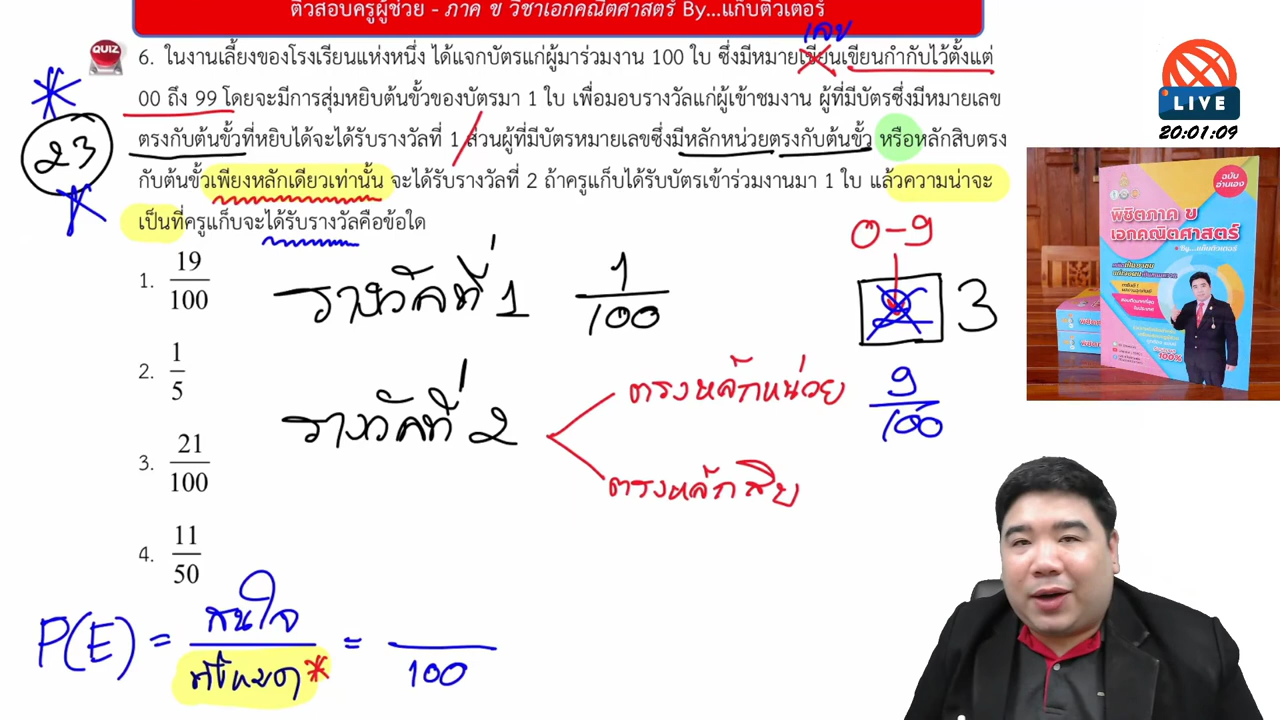 ติวสอบครูผู้ช่วย - ภาค ข วิชาเอกคณิตศาสตร์ By...แก๊บติวเตอร์
QUIZ
เลข
6. ในงานเลี้ยงของโรงเรียนแห่งหนึ่ง ได้แจกบัตรแก่ผู้มาร่วมงาน 100 ใบ ซึ่งมีหมายเขียนเขียนกำกับไว้ตั้งแต่
00 ถึง 99 โดยจะมีการสุ่มหยิบต้นขั้วของบัตรมา 1 ใบ เพื่อมอบรางวัลแก่ผู้เข้าชมงาน ผู้ที่มีบัตรซึ่งมีหมายเลข
ตรงกับต้นขั้วที่หยิบได้จะได้รับรางวัลที่ 1 ส่วนผู้ที่มีบัตรหมายเลขซึ่งมีหลักหน่วยตรงกับต้นขั้ว หรือหลักสิบตรง
กับต้นขั้วเพียงหลักเดียวเท่านั้น จะได้รับรางวัลที่ 2 ถ้าครูแก็บได้รับบัตรเข้าร่วมงานมา 1 ใบ แล้วความน่าจะ
เป็นที่ครูแก็บจะได้รับรางวัลคือข้อใด
23
1. 19/100
2. 1/5
3. 21/100
4. 11/50
รางวัลที่ 1 1/100
0-9
3
รางวัลที่ 2
ตรงหลักหน่วย 9/100
ตรงหลักสิบ
P(E) = สนใจ/ทั้งหมด* = /100
LIVE
20:01:09
ฉบับ
อ่านเอง
พิชิตภาค ข
เอกคณิตศาสตร์